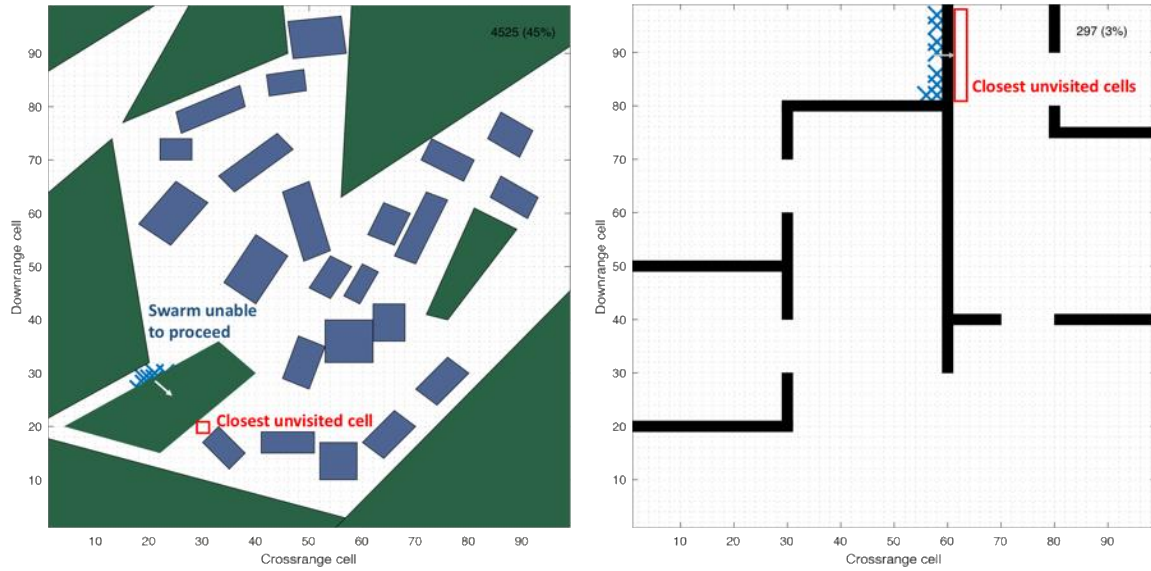 4525 (45%)
90
80
70
60
50
40
30
20
10
Downrange cell
Swarm unable
to proceed
Closest unvisited cell
10 20 30 40 50 60 70 80 90
Crossrange cell
297 (3%)
Closest unvisited cells
90
80
70
60
50
40
30
20
10
Downrange cell
10 20 30 40 50 60 70 80 90
Crossrange cell